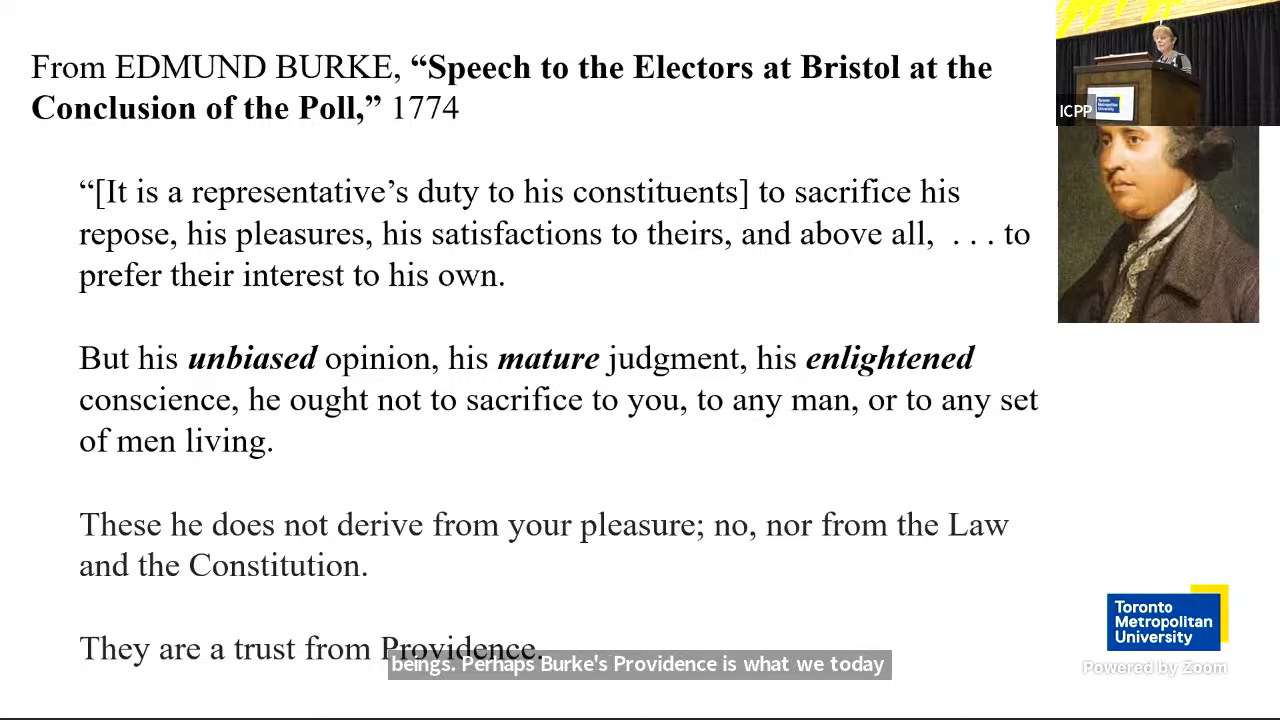 From EDMUND BURKE, “Speech to the Electors at Bristol at the
Conclusion of the Poll,” 1774
“[It is a representative’s duty to his constituents] to sacrifice his
repose, his pleasures, his satisfactions to theirs, and above all, . . . to
prefer their interest to his own.
But his unbiased opinion, his mature judgment, his enlightened
conscience, he ought not to sacrifice to you, to any man, or to any set
of men living.
These he does not derive from your pleasure; no, nor from the Law
and the Constitution.
They are a trust from Providence.
beings. Perhaps Burke's Providence is what we today
ICPP
Toronto
Metropolitan
University
Toronto
Metropolitan
University
Powered by Zoom